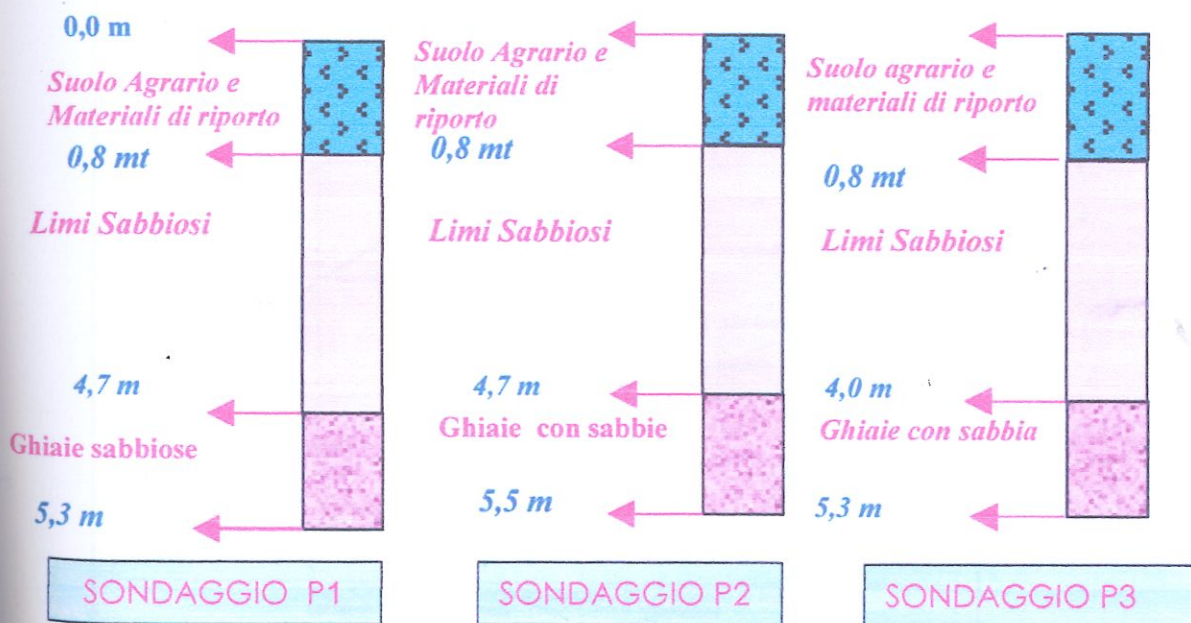 0,0 m
Suolo Agrario e
Materiali di riporto
0,8 mt
Limi Sabbiosi
4,7 m
Ghiaie sabbiose
5,3 m
SONDAGGIO P1
Suolo Agrario e
Materiali di
riporto
0,8 mt
Limi Sabbiosi
4,7 m
Ghiaie con sabbie
5,5 m
SONDAGGIO P2
Suolo agrario e
materiali di riporto
0,8 mt
Limi Sabbiosi
4,0 m
Ghiaie con sabbia
5,3 m
SONDAGGIO P3